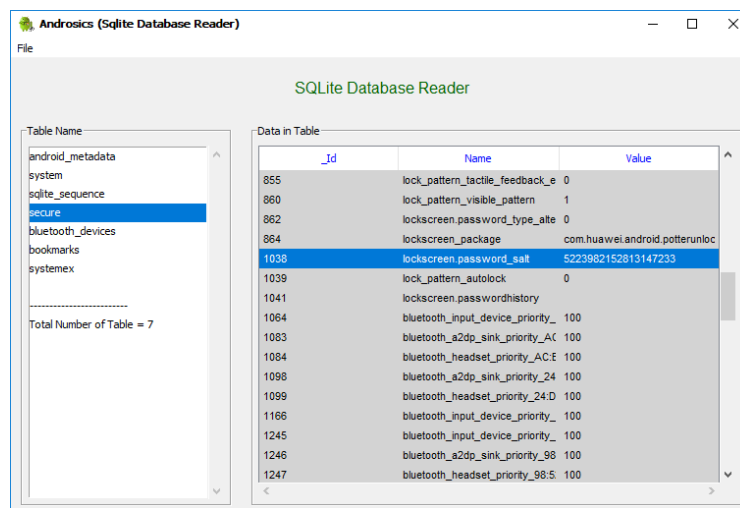 Androsics (Sqlite Database Reader)
File
SQLite Database Reader
Table Name
android_metadata
system
sqlite_sequence
secure
bluetooth_devices
bookmarks
systemex
-------------------------
Total Number of Table = 7
Data in Table
_Id Name Value
855 lock_pattern_tactile_feedback_e 0
860 lock_pattern_visible_pattern 1
862 lockscreen.password_type_alte 0
864 lockscreen_package com.huawei.android.potterunloc
1038 lockscreen.password_salt 5223982152813147233
1039 lock_pattern_autolock 0
1041 lockscreen.passwordhistory
1064 bluetooth_input_device_priority_ 100
1083 bluetooth_a2dp_sink_priority_AC 100
1084 bluetooth_headset_priority_AC:E 100
1098 bluetooth_a2dp_sink_priority_24 100
1099 bluetooth_headset_priority_24:D 100
1166 bluetooth_input_device_priority_ 100
1245 bluetooth_input_device_priority_ 100
1246 bluetooth_a2dp_sink_priority_98 100
1247 bluetooth_headset_priority_98:5. 100